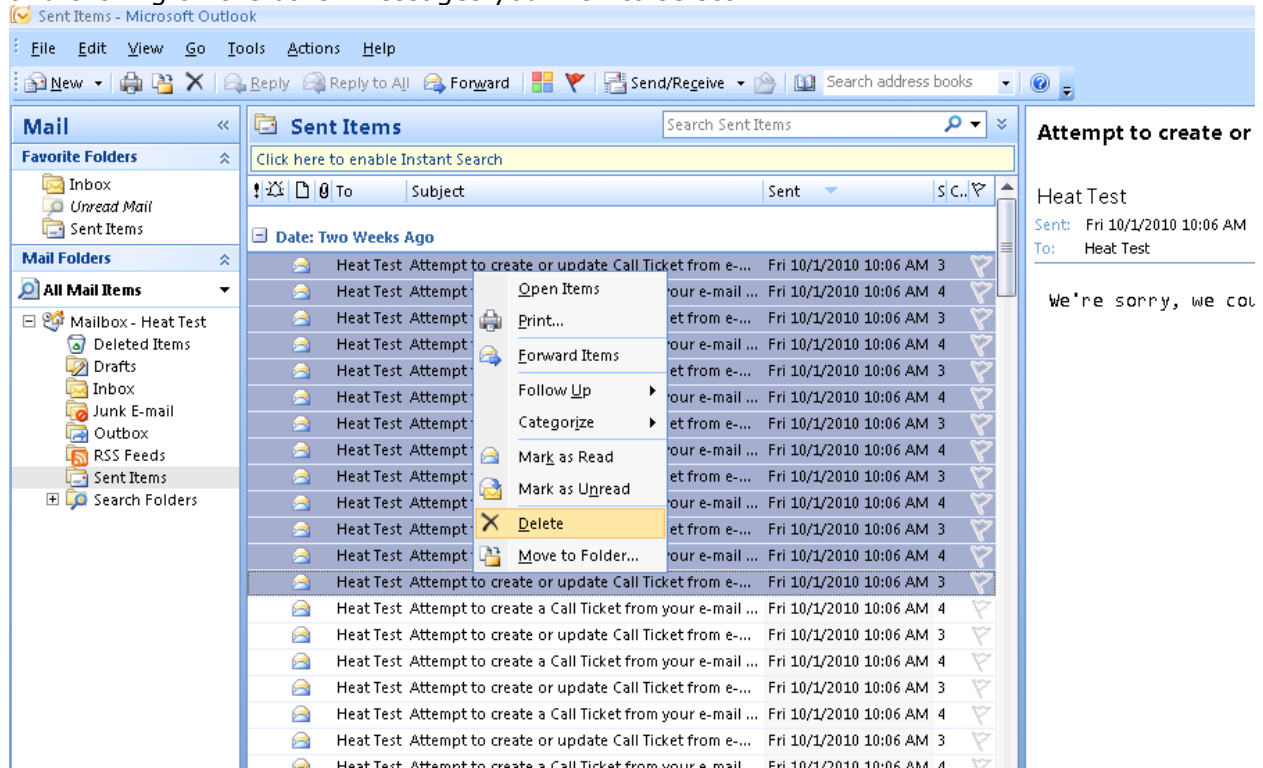 Sent Items - Microsoft Outlook
File Edit View Go Tools Actions Help
New Reply Reply to All Forward Send/Receive Search address books
Mail «
Favorite Folders
Inbox
Unread Mail
Sent Items
Mail Folders
All Mail Items
Mailbox - Heat Test
Deleted Items
Drafts
Inbox
Junk E-mail
Outbox
RSS Feeds
Sent Items
Search Folders
Sent Items Search Sent Items
Click here to enable Instant Search
! To Subject Sent S C..
Date: Two Weeks Ago
Heat Test Attempt to create or update Call Ticket from e-... Fri 10/1/2010 10:06 AM 3
Heat Test Attempt your e-mail ... Fri 10/1/2010 10:06 AM 4
Heat Test Attempt et from e-... Fri 10/1/2010 10:06 AM 3
Heat Test Attempt your e-mail ... Fri 10/1/2010 10:06 AM 4
Heat Test Attempt et from e-... Fri 10/1/2010 10:06 AM 3
Heat Test Attempt your e-mail ... Fri 10/1/2010 10:06 AM 4
Heat Test Attempt et from e-... Fri 10/1/2010 10:06 AM 3
Heat Test Attempt your e-mail ... Fri 10/1/2010 10:06 AM 4
Heat Test Attempt et from e-... Fri 10/1/2010 10:06 AM 3
Heat Test Attempt your e-mail ... Fri 10/1/2010 10:06 AM 4
Heat Test Attempt et from e-... Fri 10/1/2010 10:06 AM 3
Heat Test Attempt your e-mail ... Fri 10/1/2010 10:06 AM 4
Heat Test Attempt to create or update Call Ticket from e-... Fri 10/1/2010 10:06 AM 3
Heat Test Attempt to create a Call Ticket from your e-mail ... Fri 10/1/2010 10:06 AM 4
Heat Test Attempt to create or update Call Ticket from e-... Fri 10/1/2010 10:06 AM 3
Heat Test Attempt to create a Call Ticket from your e-mail ... Fri 10/1/2010 10:06 AM 4
Heat Test Attempt to create or update Call Ticket from e-... Fri 10/1/2010 10:06 AM 3
Heat Test Attempt to create a Call Ticket from your e-mail ... Fri 10/1/2010 10:06 AM 4
Heat Test Attempt to create or update Call Ticket from e-... Fri 10/1/2010 10:06 AM 3
Heat Test Attempt to create a Call Ticket from your e-mail ... Fri 10/1/2010 10:06 AM 4
Open Items
Print...
Forward Items
Follow Up
Categorize
Mark as Read
Mark as Unread
Delete
Move to Folder...
Attempt to create or
Heat Test
Sent: Fri 10/1/2010 10:06 AM
To: Heat Test
We're sorry, we cou